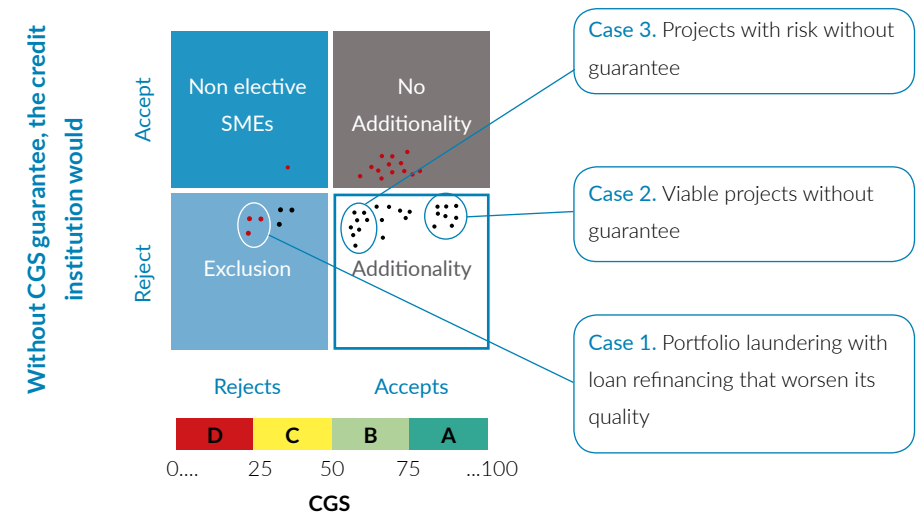 Without CGS guarantee, the credit
institution would
Accept
Reject
Non elective
SMEs
No
Additionality
Exclusion
Additionality
Rejects
Accepts
D
C
B
A
0....
25
50
75
...100
CGS
Case 3. Projects with risk without
guarantee
Case 2. Viable projects without
guarantee
Case 1. Portfolio laundering with
loan refinancing that worsen its
quality